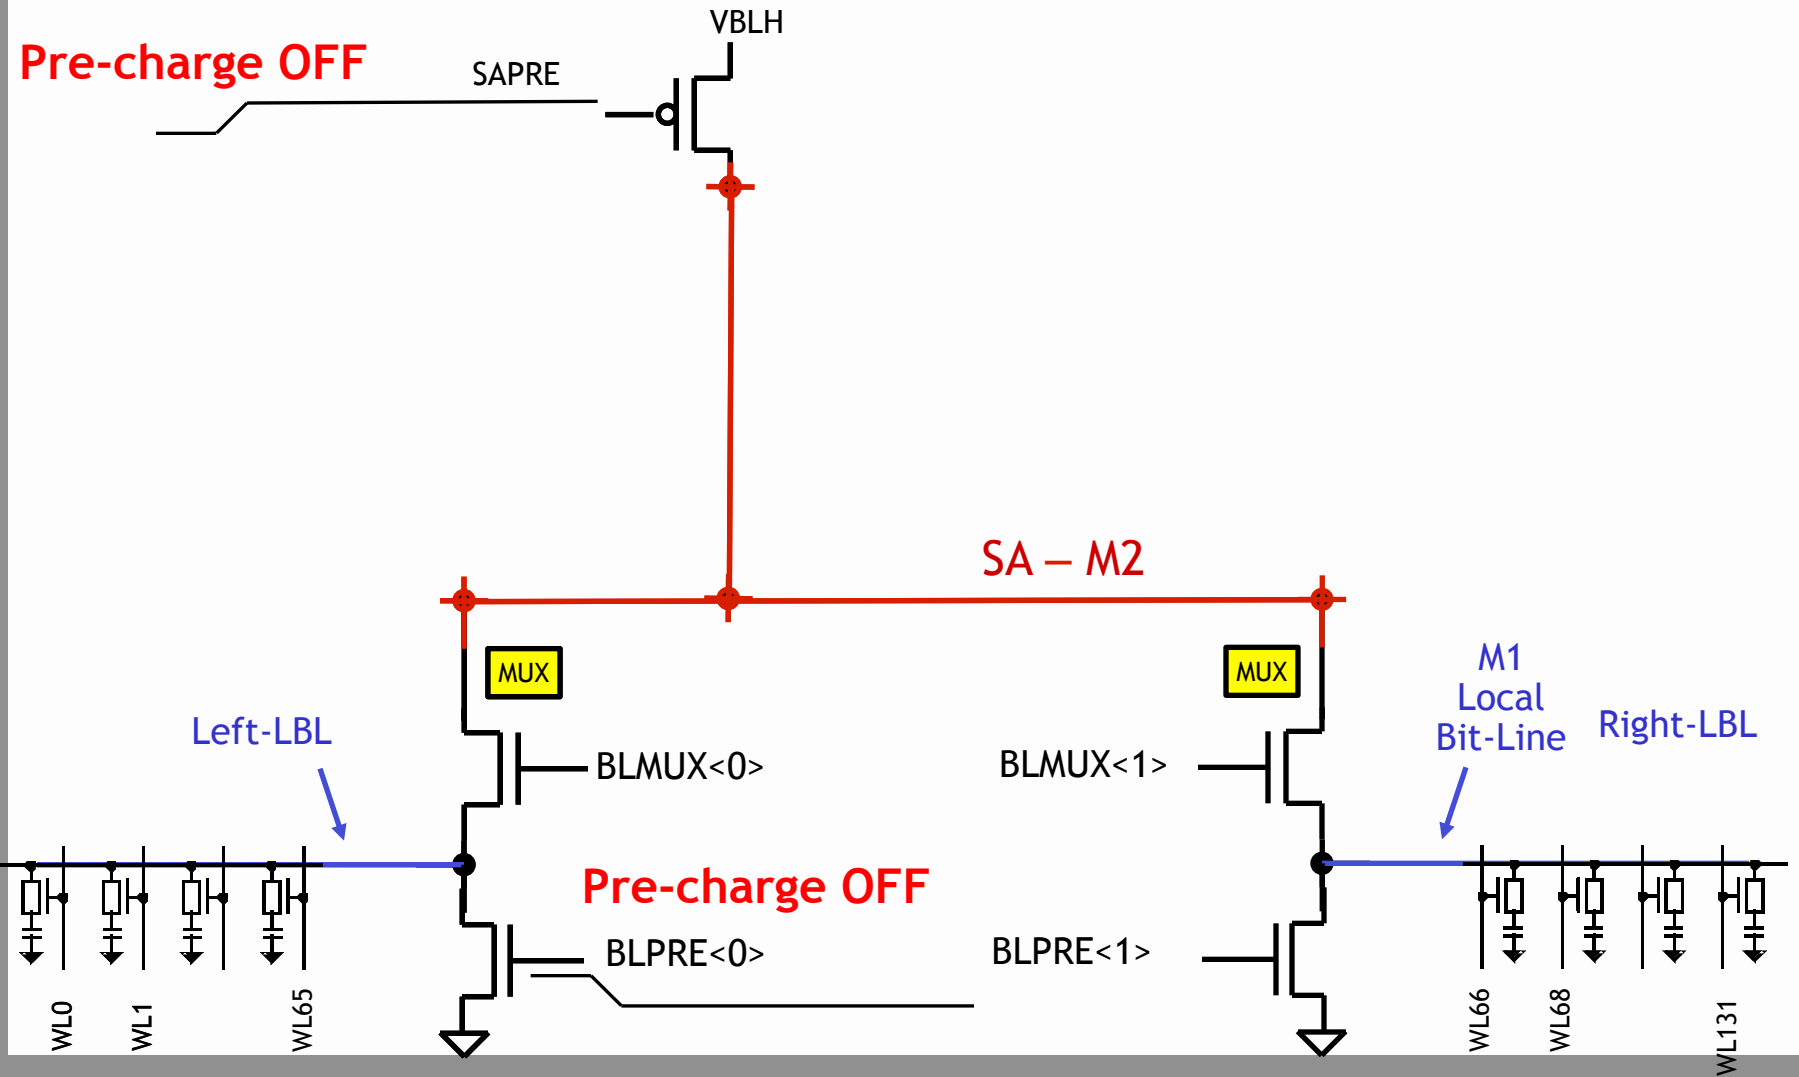 VBLH
Pre-charge OFF
SAPRE
SA – M2
MUX
MUX
M1
Local
Bit-Line
Left-LBL
Right-LBL
BLMUX<0>
BLMUX<1>
Pre-charge OFF
BLPRE<0>
BLPRE<1>
WL0
WL1
WL65
WL66
WL68
WL131